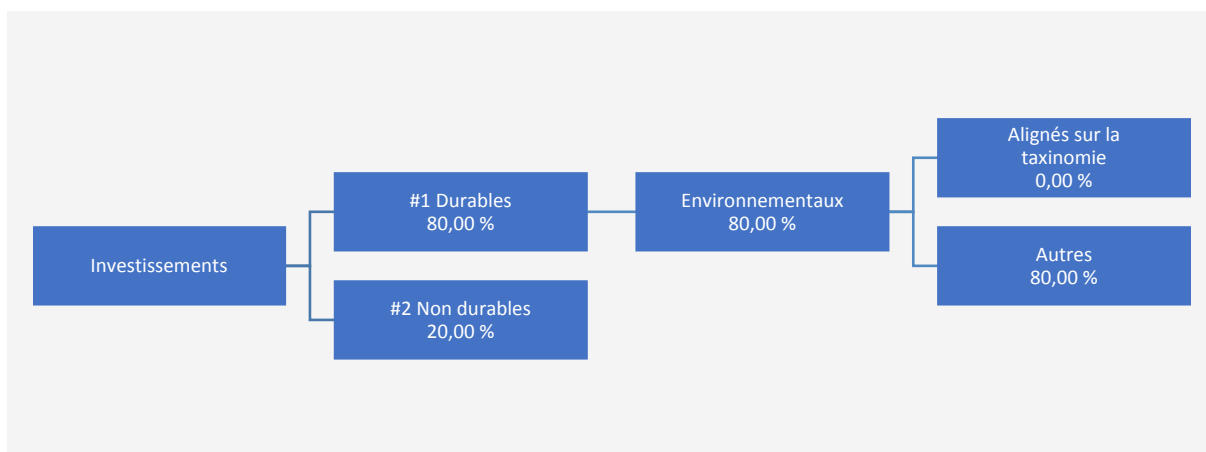 Investissements
#1 Durables
80,00 %
#2 Non durables
20,00 %
Environnementaux
80,00 %
Alignés sur la
taxinomie
0,00 %
Autres
80,00 %